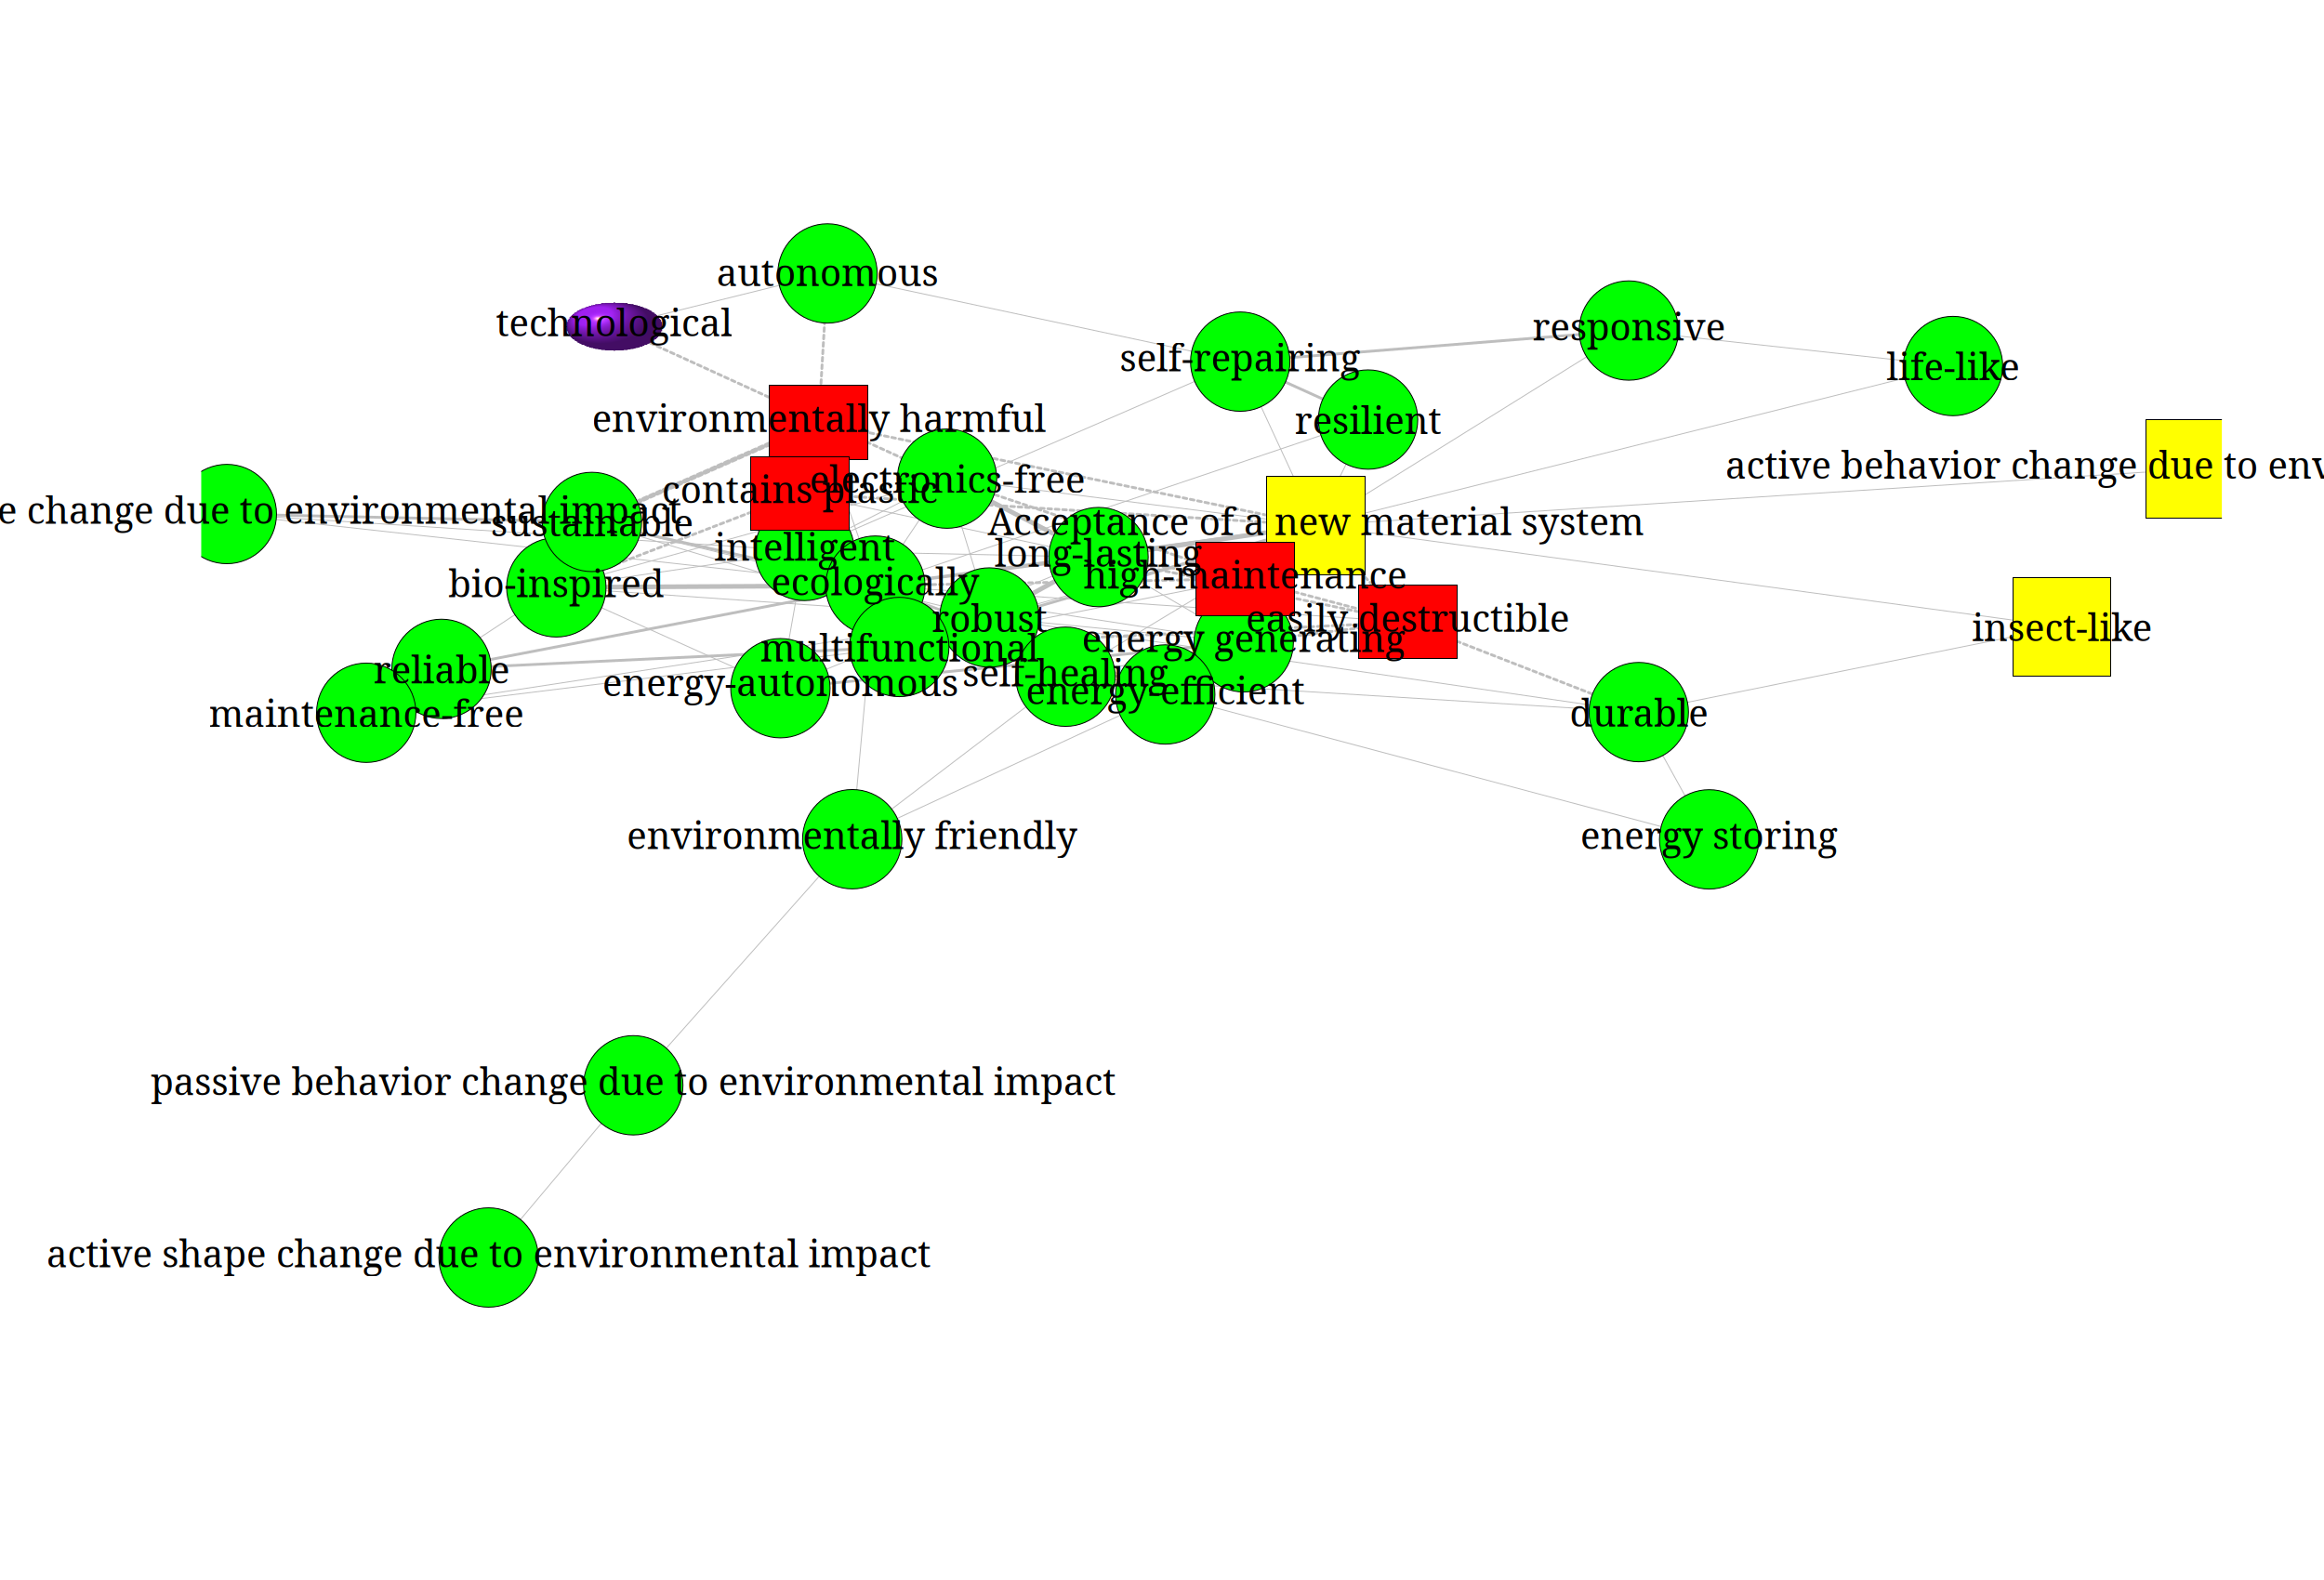 autonomous
technological
responsive
self-repairing
life-like
environmentally harmful
resilient
active behavior change due to env
electronics-free
contains plastic
e change due to environmental impact
sustainable
Acceptance of a new material system
intelligent
long-lasting
high-maintenance
ecologically
bio-inspired
robust
easily destructible
insect-like
energy generating
multifunctional
reliable
self-healing
energy-autonomous
energy efficient
maintenance-free
durable
environmentally friendly
energy storing
passive behavior change due to environmental impact
active shape change due to environmental impact